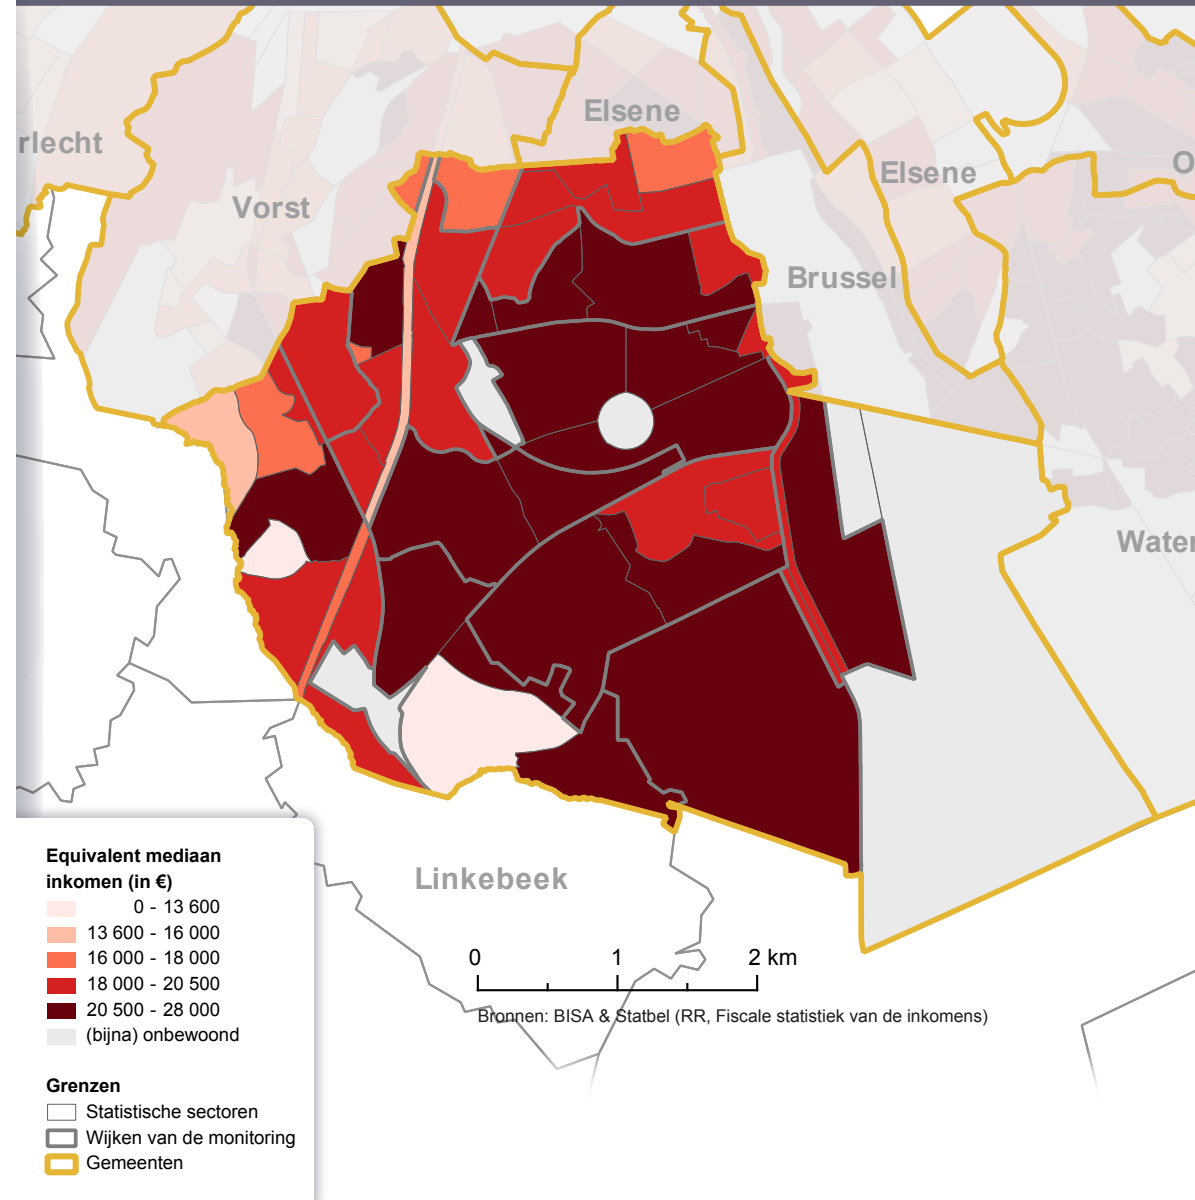 Elsene
rlecht
Elsene
O
Vorst
Brussel
Water
Linkebeek
Equivalent mediaan
inkomen (in €)
0 - 13 600
13 600 - 16 000
16 000 - 18 000
18 000 - 20 500
20 500 - 28 000
(bijna) onbewoond
Grenzen
Statistische sectoren
Wijken van de monitoring
Gemeenten
0 1 2 km
Bronnen: BISA & Statbel (RR, Fiscale statistiek van de inkomens)